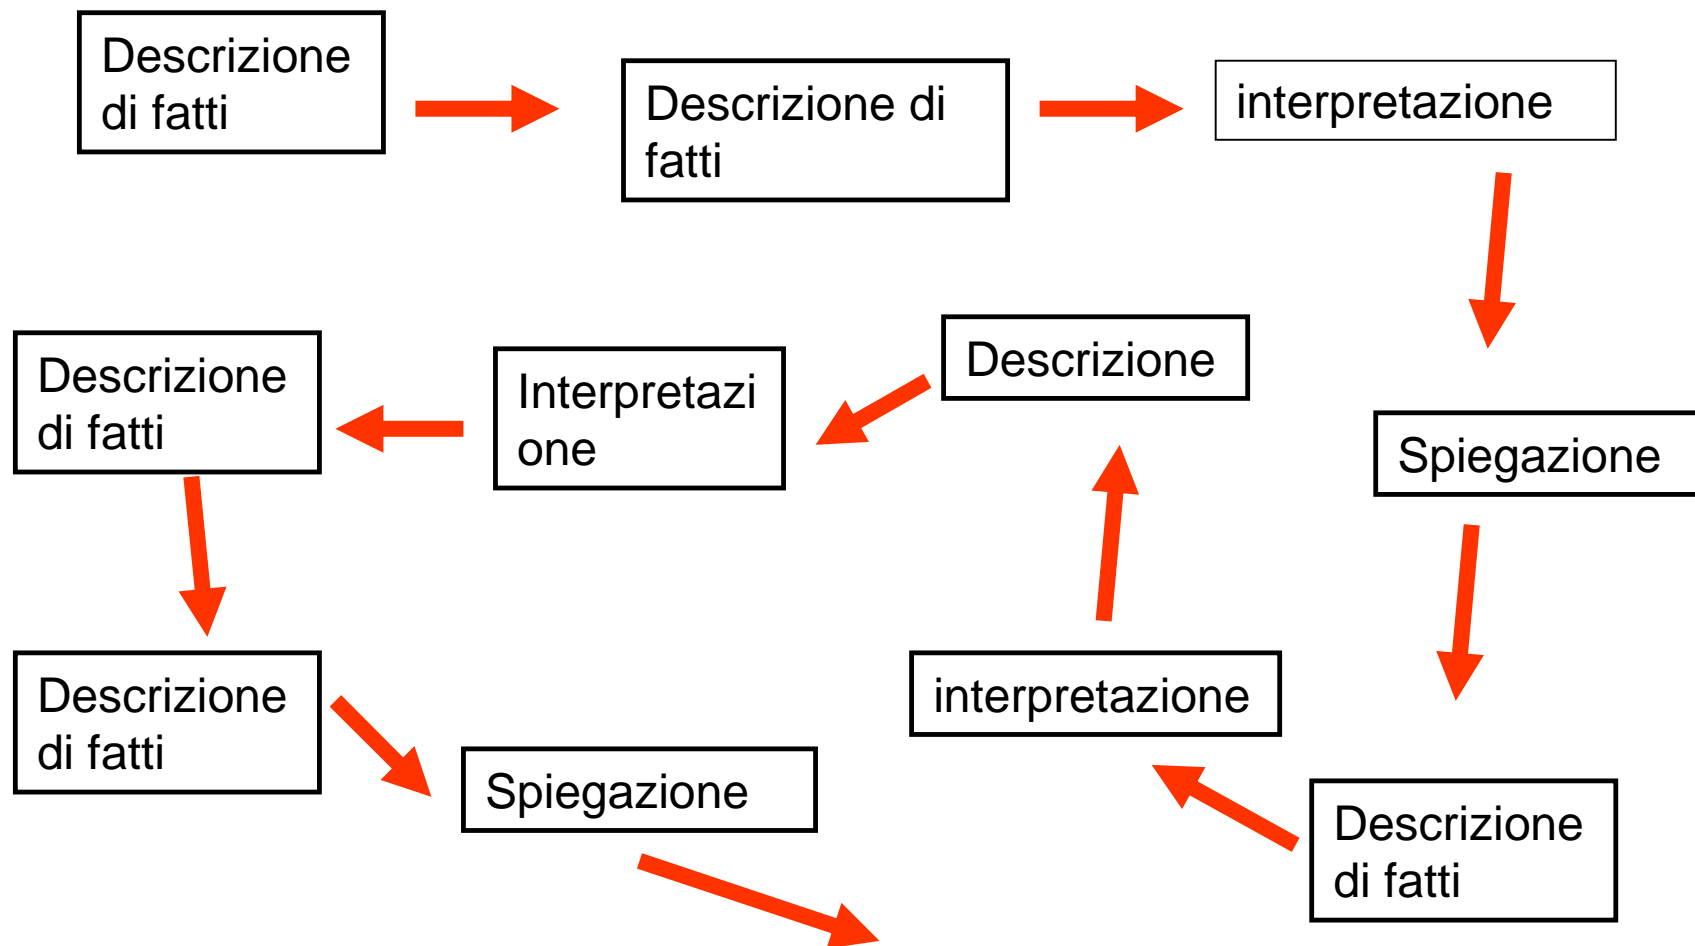 Descrizione
di fatti
Descrizione di
fatti
interpretazione
Spiegazione
Descrizione
di fatti
interpretazione
Descrizione
Interpretazi
one
Descrizione
di fatti
Descrizione
di fatti
Spiegazione